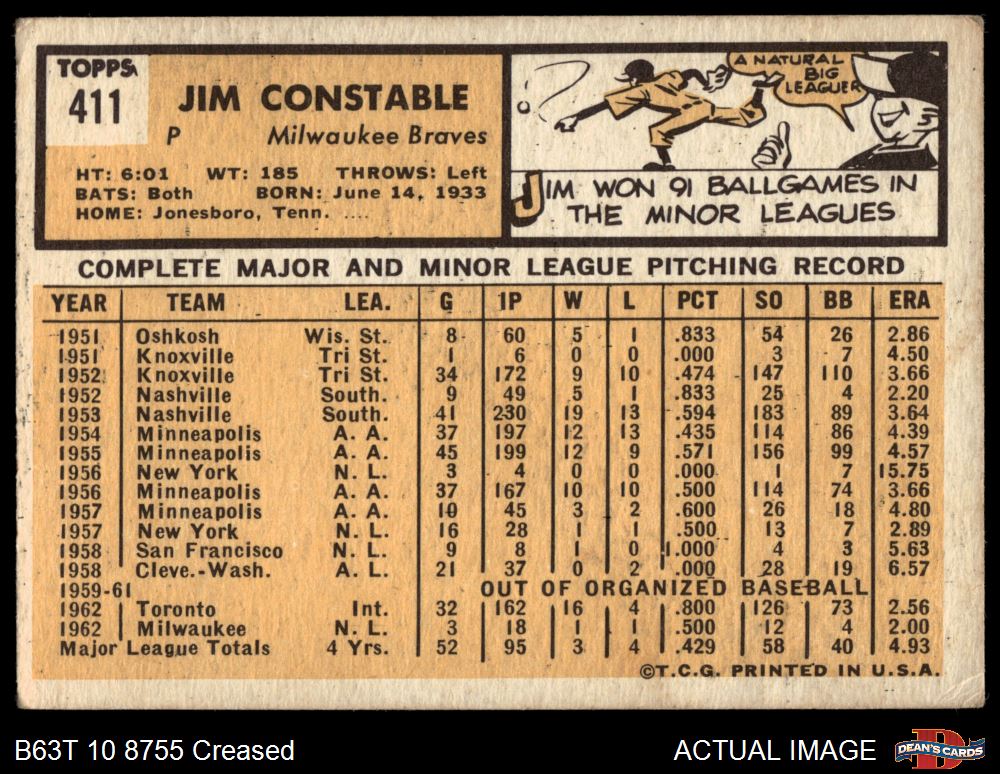 TOPPS
411
JIM CONSTABLE
P Milwaukee Braves
HT: 6:01 WT: 185 THROWS: Left
BATS: Both BORN: June 14, 1933
HOME: Jonesboro, Tenn. ....
A NATURAL
BIG
LEAGUER
JIM WON 91 BALLGAMES IN
THE MINOR LEAGUES
COMPLETE MAJOR AND MINOR LEAGUE PITCHING RECORD
YEAR TEAM LEA. G IP W L PCT SO BB ERA
1951 Oshkosh Wis. St. 8 60 5 1 .833 54 26 2.86
1951 Knoxville Tri St. 1 6 0 0 .000 3 7 4.50
1952 Knoxville Tri St. 34 172 9 10 .474 147 110 3.66
1952 Nashville South. 9 49 5 1 .833 25 4 2.20
1953 Nashville South. 41 230 19 13 .594 183 89 3.64
1954 Minneapolis A. A. 37 197 12 13 .435 114 86 4.39
1955 Minneapolis A. A. 45 199 12 9 .571 156 99 4.57
1956 New York N. L. 3 4 0 0 .000 1 7 15.75
1956 Minneapolis A. A. 37 167 10 10 .500 114 74 3.66
1957 Minneapolis A. A. 10 45 3 2 .600 26 18 4.80
1957 New York N. L. 16 28 1 1 .500 13 7 2.89
1958 San Francisco N. L. 9 8 1 0 1.000 4 3 5.63
1958 Cleve.-Wash. A. L. 21 37 0 2 .000 28 19 6.57
1959-61 OUT OF ORGANIZED BASEBALL
1962 Toronto Int. 32 162 16 4 .800 126 73 2.56
1962 Milwaukee N. L. 3 18 1 1 .500 12 4 2.00
Major League Totals 4 Yrs. 52 95 3 4 .429 58 40 4.93
©T.C.G. PRINTED IN U.S.A.
B63T 10 8755 Creased
ACTUAL IMAGE
D
DEAN'S CARDS